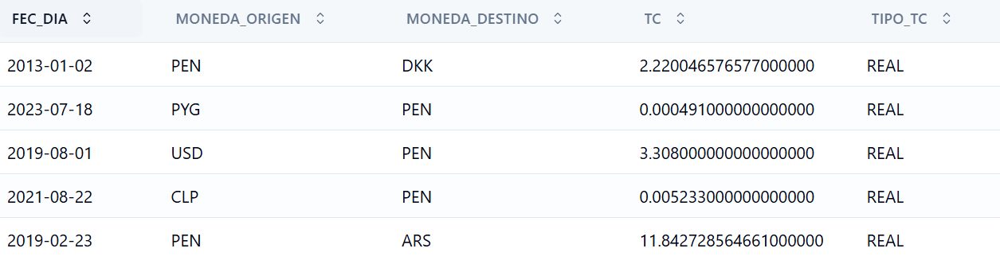 FEC_DIA MONEDA_ORIGEN MONEDA_DESTINO TC TIPO_TC
2013-01-02 PEN DKK 2.220046576577000000 REAL
2023-07-18 PYG PEN 0.000491000000000000 REAL
2019-08-01 USD PEN 3.308000000000000000 REAL
2021-08-22 CLP PEN 0.005233000000000000 REAL
2019-02-23 PEN ARS 11.842728564661000000 REAL